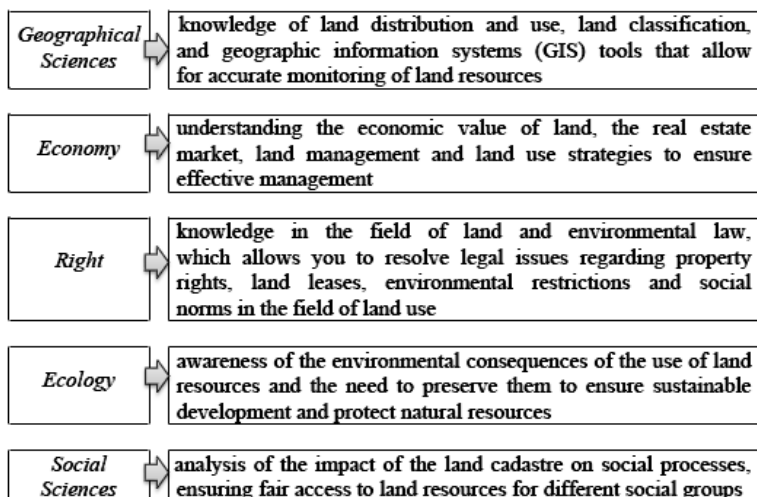 Geographical
Sciences
knowledge of land distribution and use, land classification,
and geographic information systems (GIS) tools that allow
for accurate monitoring of land resources
Economy
understanding the economic value of land, the real estate
market, land management and land use strategies to ensure
effective management
Right
knowledge in the field of land and environmental law,
which allows you to resolve legal issues regarding property
rights, land leases, environmental restrictions and social
norms in the field of land use
Ecology
awareness of the environmental consequences of the use of land
resources and the need to preserve them to ensure sustainable
development and protect natural resources
Social
Sciences
analysis of the impact of the land cadastre on social processes,
ensuring fair access to land resources for different social groups